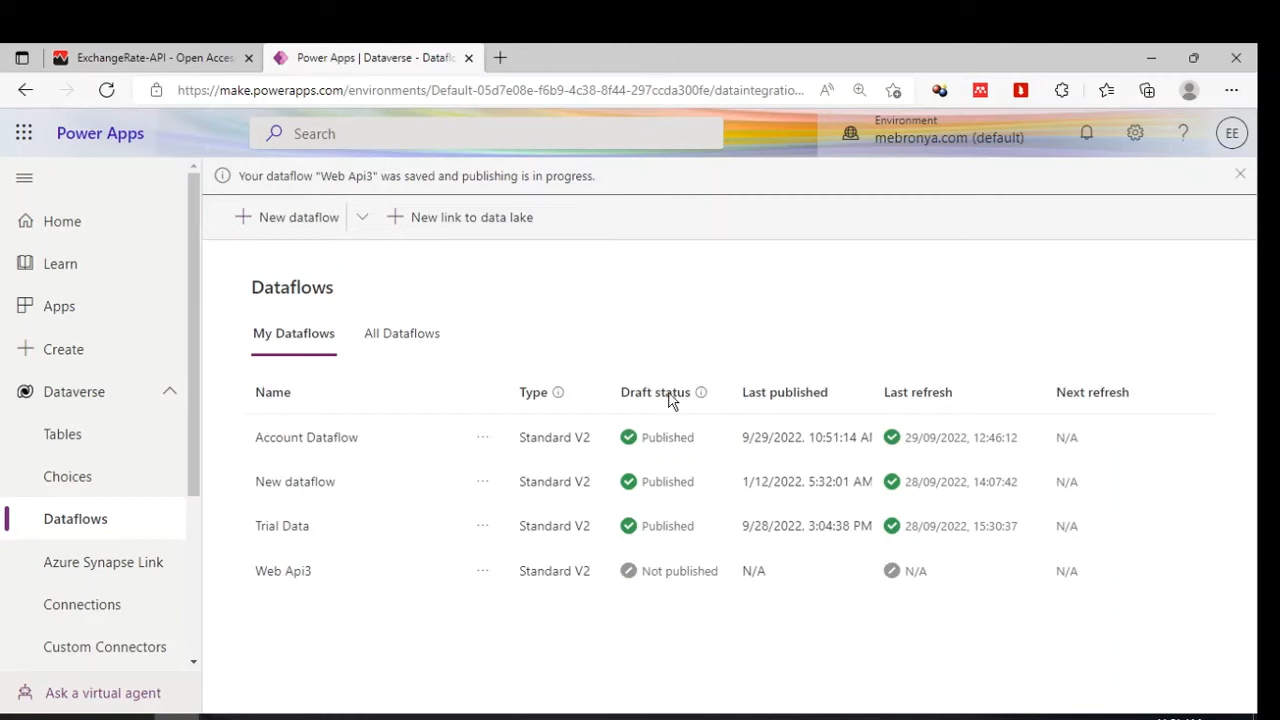 ExchangeRate-API - Open Acces
Power Apps | Dataverse - Dataflo
https://make.powerapps.com/environments/Default-05d7e08e-f6b9-4c38-8f44-297ccda300fe/dataintegratio...
Power Apps
Search
Environment
mebronya.com (default)
EE
Your dataflow "Web Api3" was saved and publishing is in progress.
New dataflow
New link to data lake
Home
Learn
Apps
Create
Dataverse
Tables
Choices
Dataflows
Azure Synapse Link
Connections
Custom Connectors
Ask a virtual agent
Dataflows
My Dataflows All Dataflows
Name Type Draft status Last published Last refresh Next refresh
Account Dataflow ... Standard V2 Published 9/29/2022, 10:51:14 AM 29/09/2022, 12:46:12 N/A
New dataflow ... Standard V2 Published 1/12/2022, 5:32:01 AM 28/09/2022, 14:07:42 N/A
Trial Data ... Standard V2 Published 9/28/2022, 3:04:38 PM 28/09/2022, 15:30:37 N/A
Web Api3 ... Standard V2 Not published N/A N/A N/A